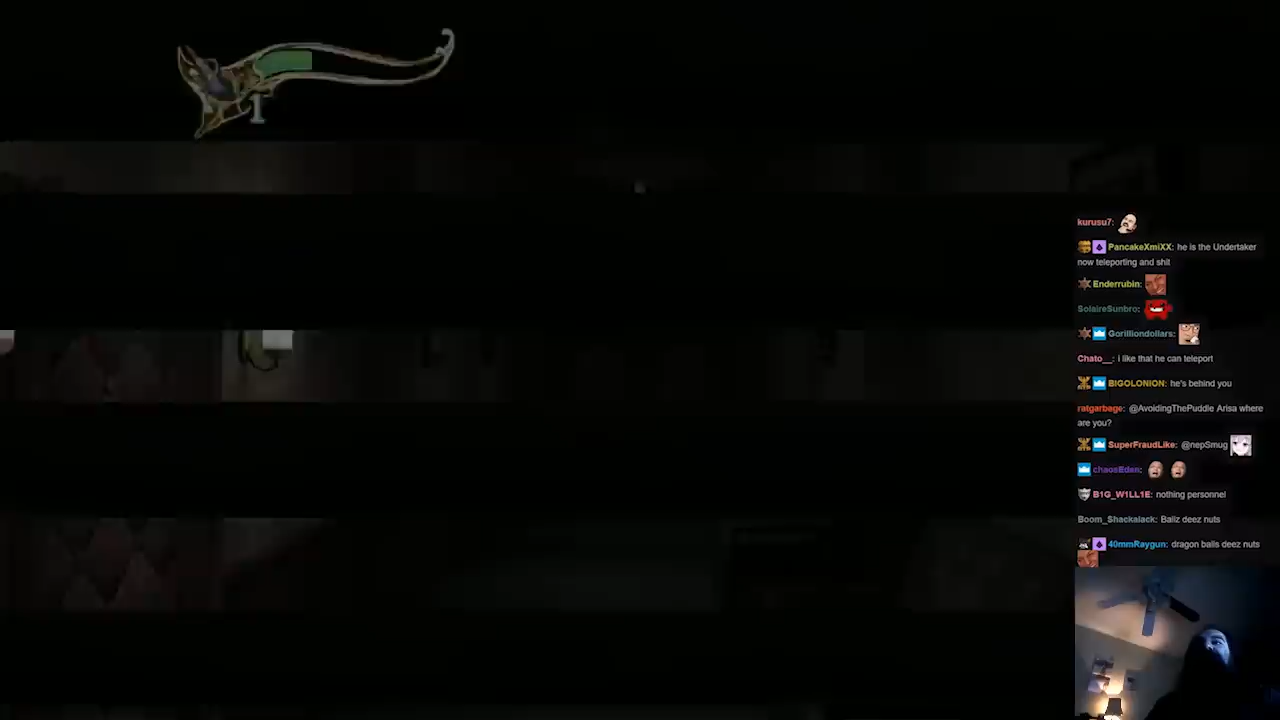 1
kurusu7:
PancakeXmiXX: he is the Undertaker
now teleporting and shit
Enderrubin:
SolaireSunbro:
Gorilliondollars:
Chato__: i like that he can teleport
BIGOLONION: he's behind you
ratgarbage: @AvoidingThePuddle Arisa where
are you?
SuperFraudLike: @nepSmug
chaosEden:
B1G_W1LL1E: nothing personnel
Boom_Shackalack: Ballz deez nuts
40mmRaygun: dragon balls deez nuts